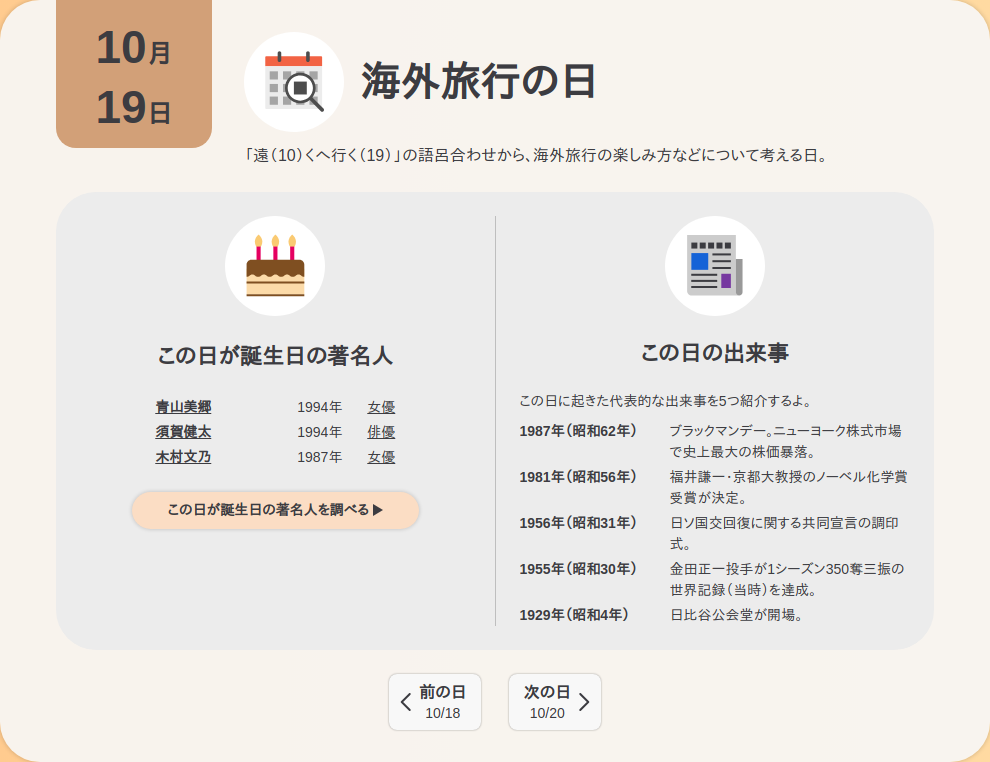 10月
19日
海外旅行の日
「遠（10）くへ行く（19）」の語呂合わせから、海外旅行の楽しみ方などについて考える日。
この日が誕生日の著名人
青山美郷 1994年 女優
須賀健太 1994年 俳優
木村文乃 1987年 女優
この日が誕生日の著名人を調べる▶
この日の出来事
この日に起きた代表的な出来事を5つ紹介するよ。
1987年（昭和62年） ブラックマンデー。ニューヨーク株式市場
で史上最大の株価暴落。
1981年（昭和56年） 福井謙一・京都大教授のノーベル化学賞
受賞が決定。
1956年（昭和31年） 日ソ国交回復に関する共同宣言の調印
式。
1955年（昭和30年） 金田正一投手が1シーズン350奪三振の
世界記録（当時）を達成。
1929年（昭和4年） 日比谷公会堂が開場。
前の日
10/18
次の日
10/20